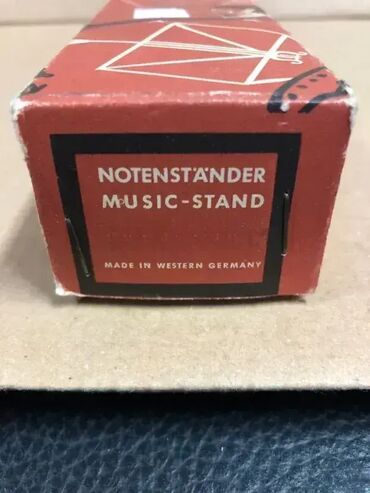 NOTENSTÄNDER
MUSIC-STAND
MADE IN WESTERN GERMANY